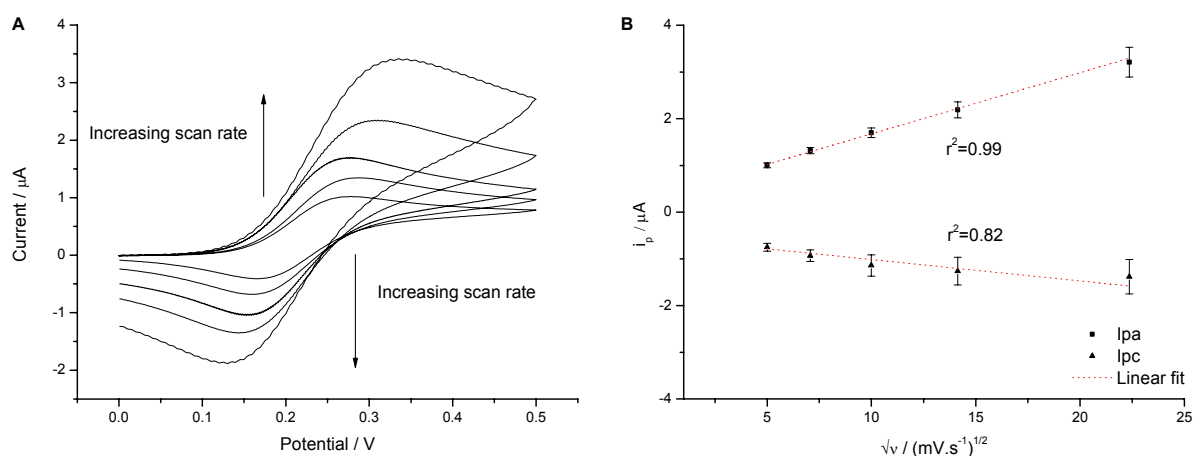 A
Current / µA
4
3
2
1
0
-1
-2
Increasing scan rate
Increasing scan rate
0.0 0.1 0.2 0.3 0.4 0.5
Potential / V
B
i_p / µA
4
2
0
-2
-4
r²=0.99
r²=0.82
Ipa
Ipc
Linear fit
5 10 15 20 25
√ν / (mV.s⁻¹)^1/2